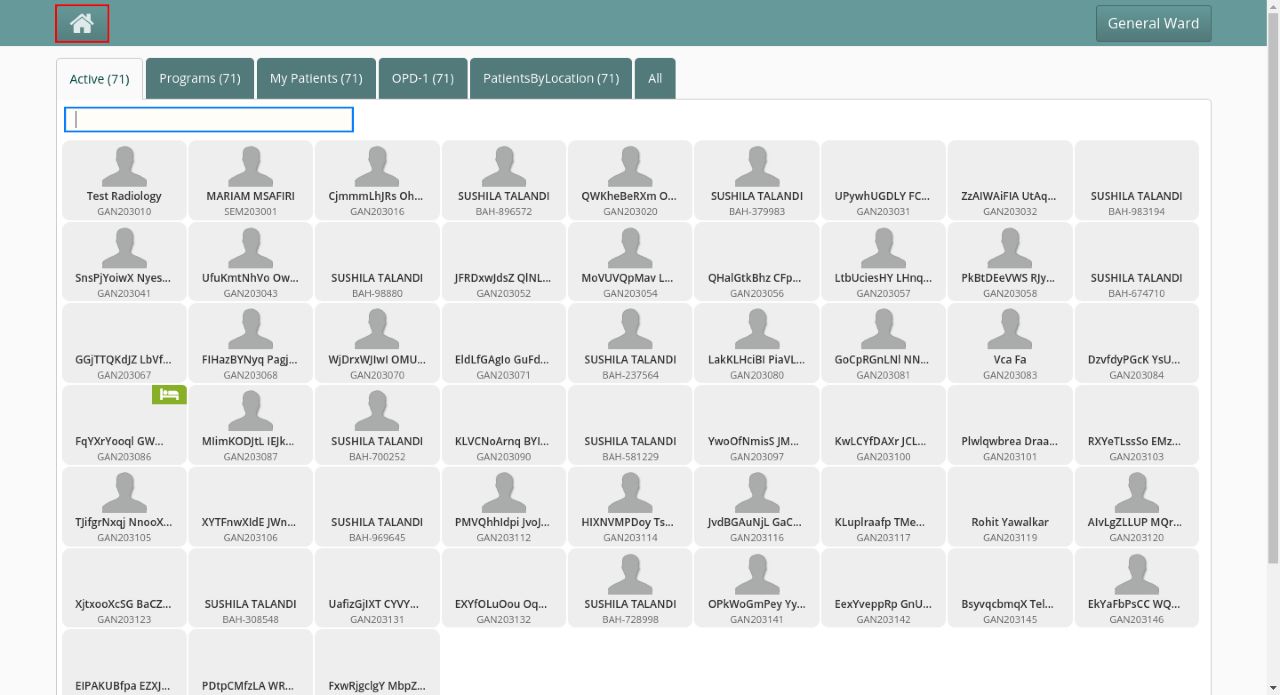 General Ward
Active (71)
Programs (71)
My Patients (71)
OPD-1 (71)
PatientsByLocation (71)
All
Test Radiology
GAN203010
MARIAM MSAFIRI
SEM203001
CjmmmLhJRs Oh...
GAN203016
SUSHILA TALANDI
BAH-896572
QWKheBeRXm O...
GAN203020
SUSHILA TALANDI
BAH-379983
UPywhUGDLY FC...
GAN203031
ZzAIWAiFIA UtAq...
GAN203032
SUSHILA TALANDI
BAH-983194
SnsPjYoiwX Nyes...
GAN203041
UfuKmtNhVo Ow...
GAN203043
SUSHILA TALANDI
BAH-98880
JFRDxwJdsZ QlNL...
GAN203052
MoVUVQpMav L...
GAN203054
QHalGtkBhz CFp...
GAN203056
LtbUciesHY LHnq...
GAN203057
PkBtDEeVWS RJy...
GAN203058
SUSHILA TALANDI
BAH-674710
GGjTTQKdJZ LbVf...
GAN203067
FIHazBYNyq Pagj...
GAN203068
WjDrxWJIwI OMU...
GAN203070
EldLfGAgIo GuFd...
GAN203071
SUSHILA TALANDI
BAH-237564
LakKLHciBI PiaVL...
GAN203080
GoCpRGnLNl NN...
GAN203081
Vca Fa
GAN203083
DzvfdyPGcK YsU...
GAN203084
FqYXrYooql GW...
GAN203086
MIimKODJtL IEJk...
GAN203087
SUSHILA TALANDI
BAH-700252
KLVCNoArnq BYI...
GAN203090
SUSHILA TALANDI
BAH-581229
YwoOfNmisS JM...
GAN203097
KwLCYfDAXr JCL...
GAN203100
Plwlqwbrea Draa...
GAN203101
RXYeTLssSo EMz...
GAN203103
TJifgrNxqj NnooX...
GAN203105
XYTFnwXIdE JWn...
GAN203106
SUSHILA TALANDI
BAH-969645
PMVQhhIdpi JvoJ...
GAN203112
HIXNVMPDoy Ts...
GAN203114
JvdBGAuNjL GaC...
GAN203116
KLuplraafp TMe...
GAN203117
Rohit Yawalkar
GAN203119
AIvLgZLLUP MQr...
GAN203120
XjtxooXcSG BaCZ...
GAN203123
SUSHILA TALANDI
BAH-308548
UafizGjIXT CYVY...
GAN203131
EXYfOLuOou Oq...
GAN203132
SUSHILA TALANDI
BAH-728998
OPkWoGmPey Yy...
GAN203141
EexYveppRp GnU...
GAN203142
BsyvqcbmqX Tel...
GAN203145
EkYaFbPsCC WQ...
GAN203146
EIPAKUBfpa EZXJ...
PDtpCMfzLA WR...
FxwRjgclgY MbpZ...